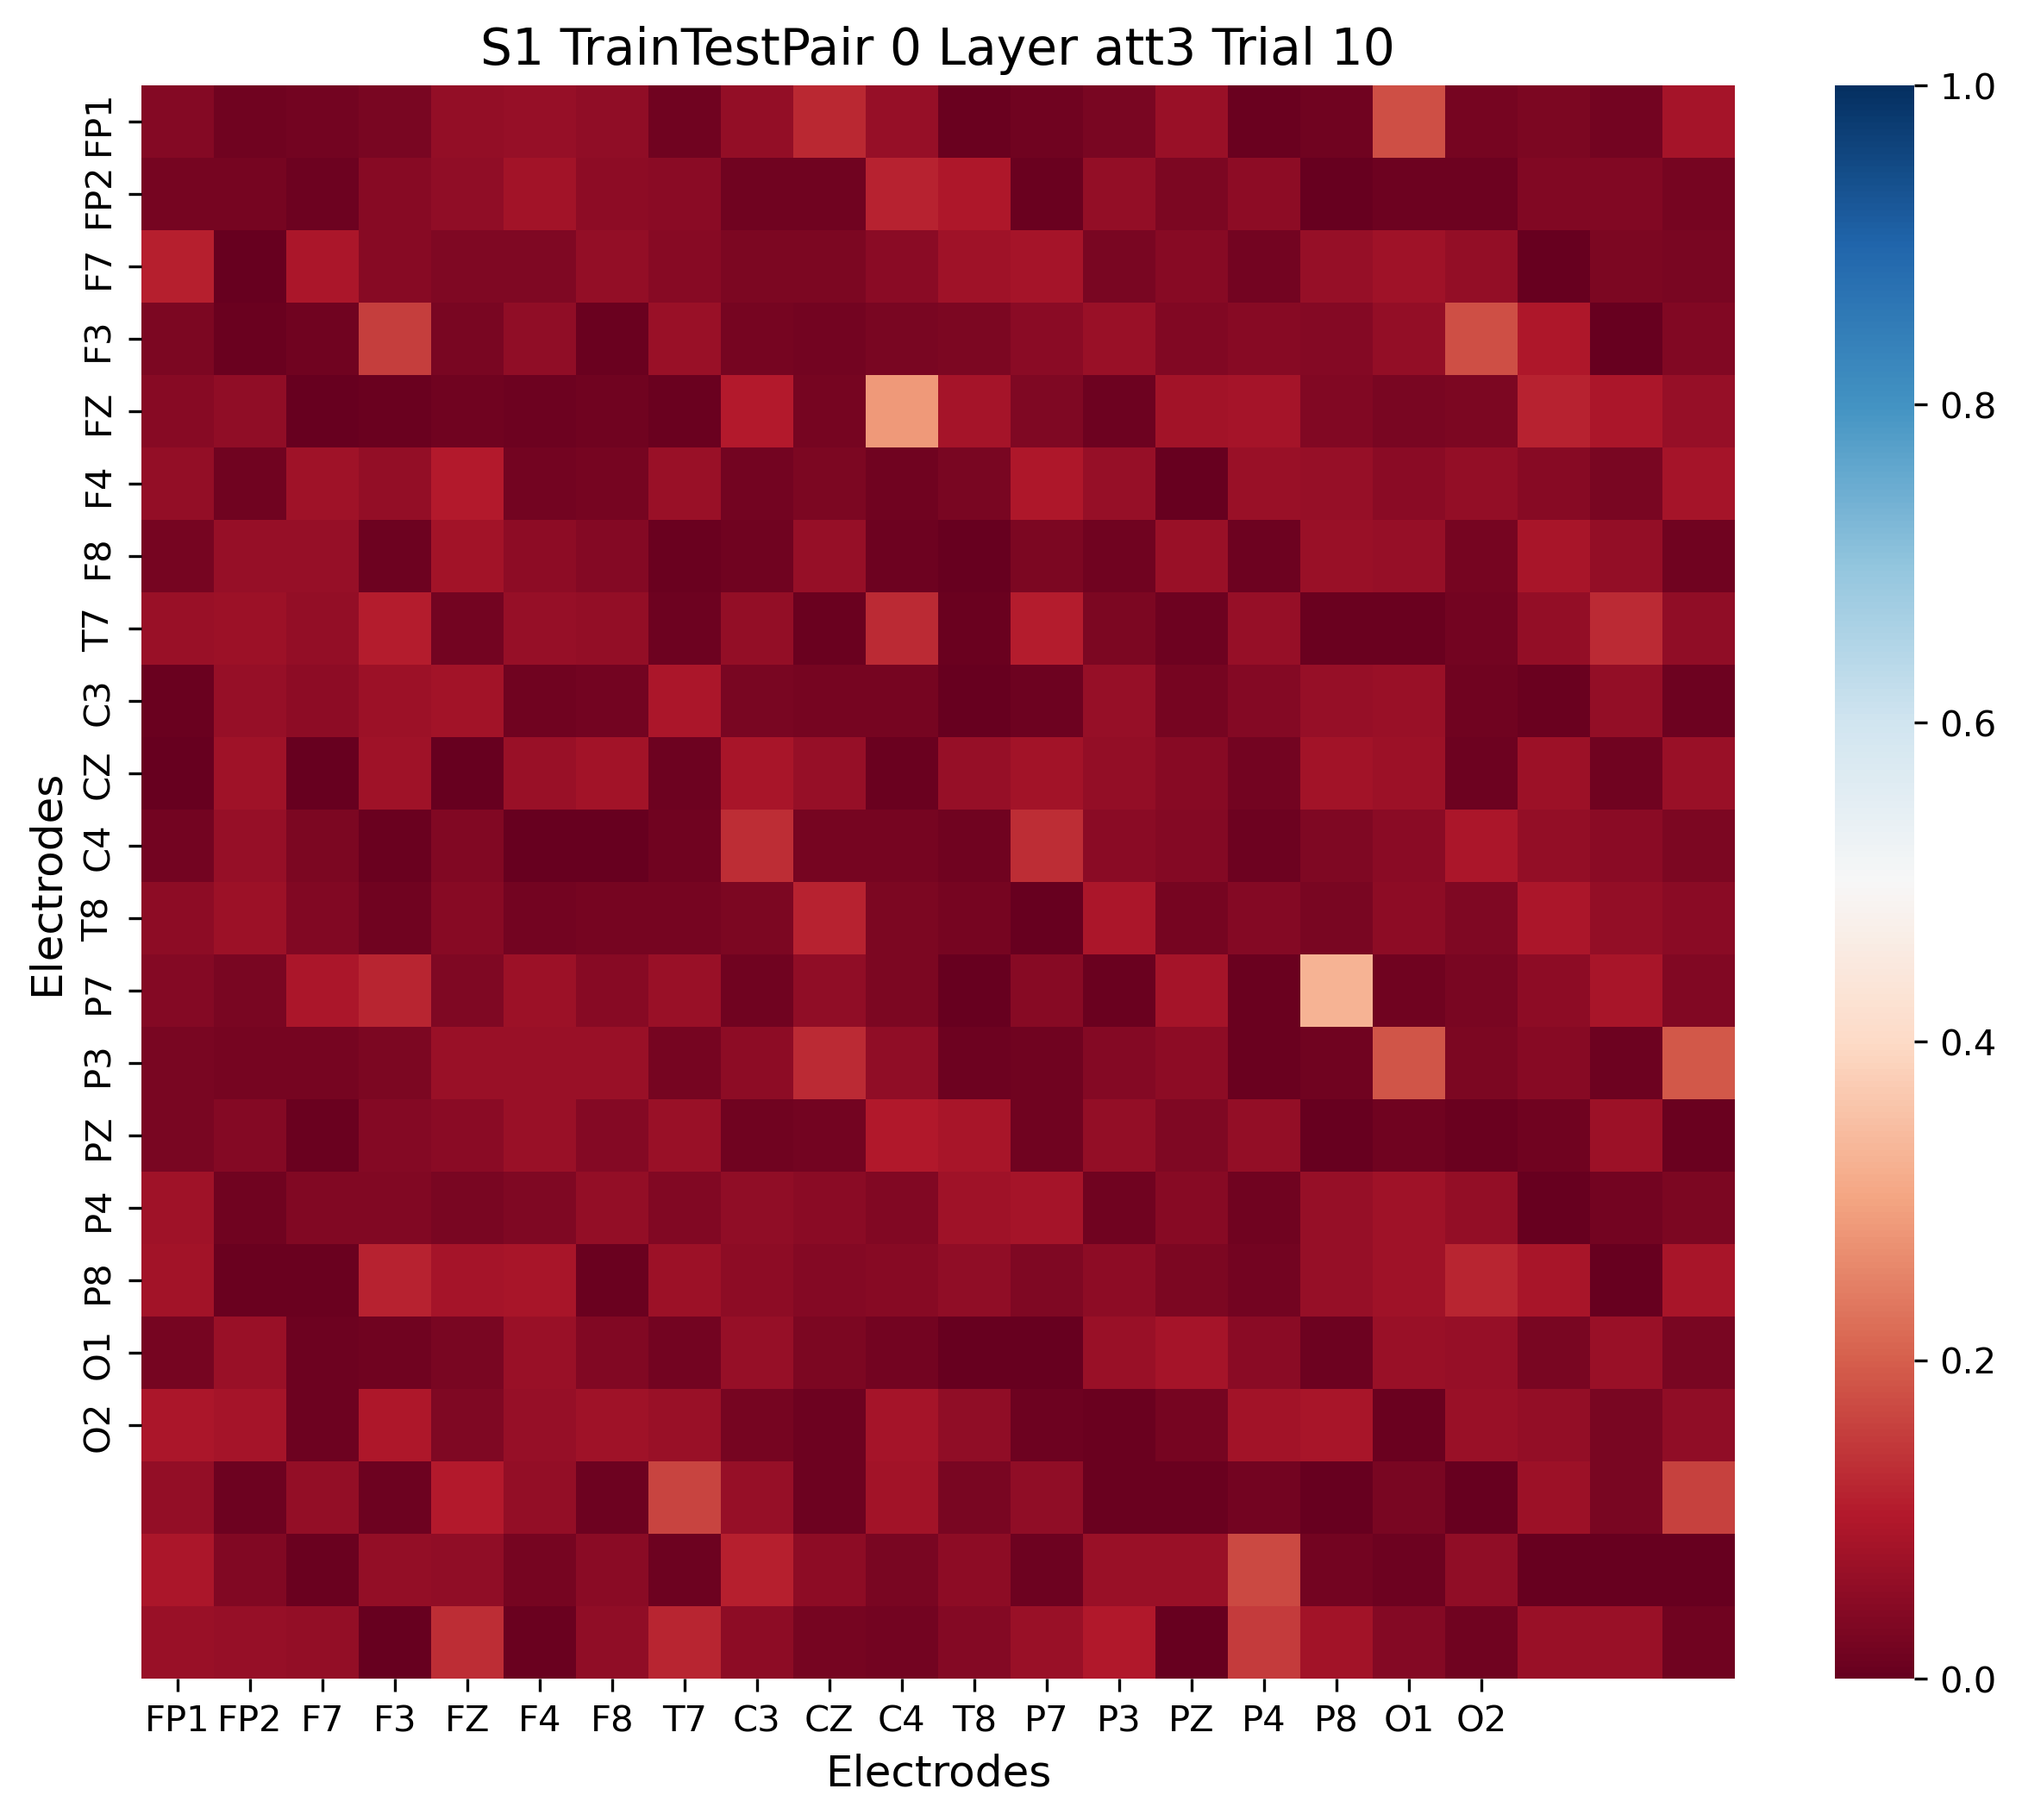 S1 TrainTestPair 0 Layer att3 Trial 10
Electrodes
FP1
FP2
F7
F3
FZ
F4
F8
T7
C3
CZ
C4
T8
P7
P3
PZ
P4
P8
O1
O2
FP1 FP2 F7 F3 FZ F4 F8 T7 C3 CZ C4 T8 P7 P3 PZ P4 P8 O1 O2
Electrodes
1.0
0.8
0.6
0.4
0.2
0.0